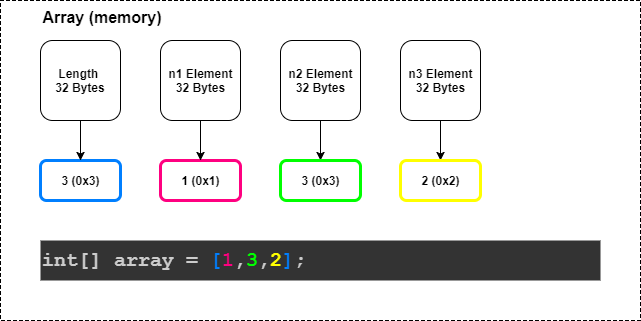 Array (memory)
Length
32 Bytes
n1 Element
32 Bytes
n2 Element
32 Bytes
n3 Element
32 Bytes
3 (0x3)
1 (0x1)
3 (0x3)
2 (0x2)
int[] array = [1,3,2];